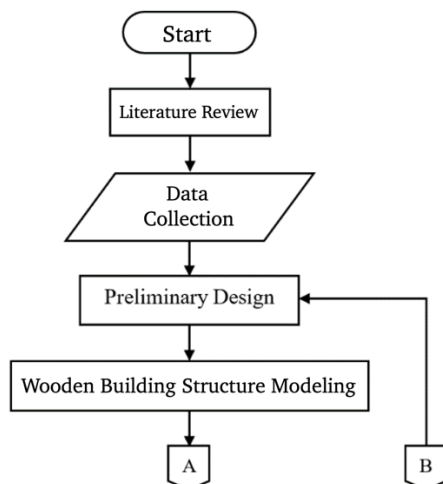 Start
Literature Review
Data
Collection
Preliminary Design
Wooden Building Structure Modeling
A
B